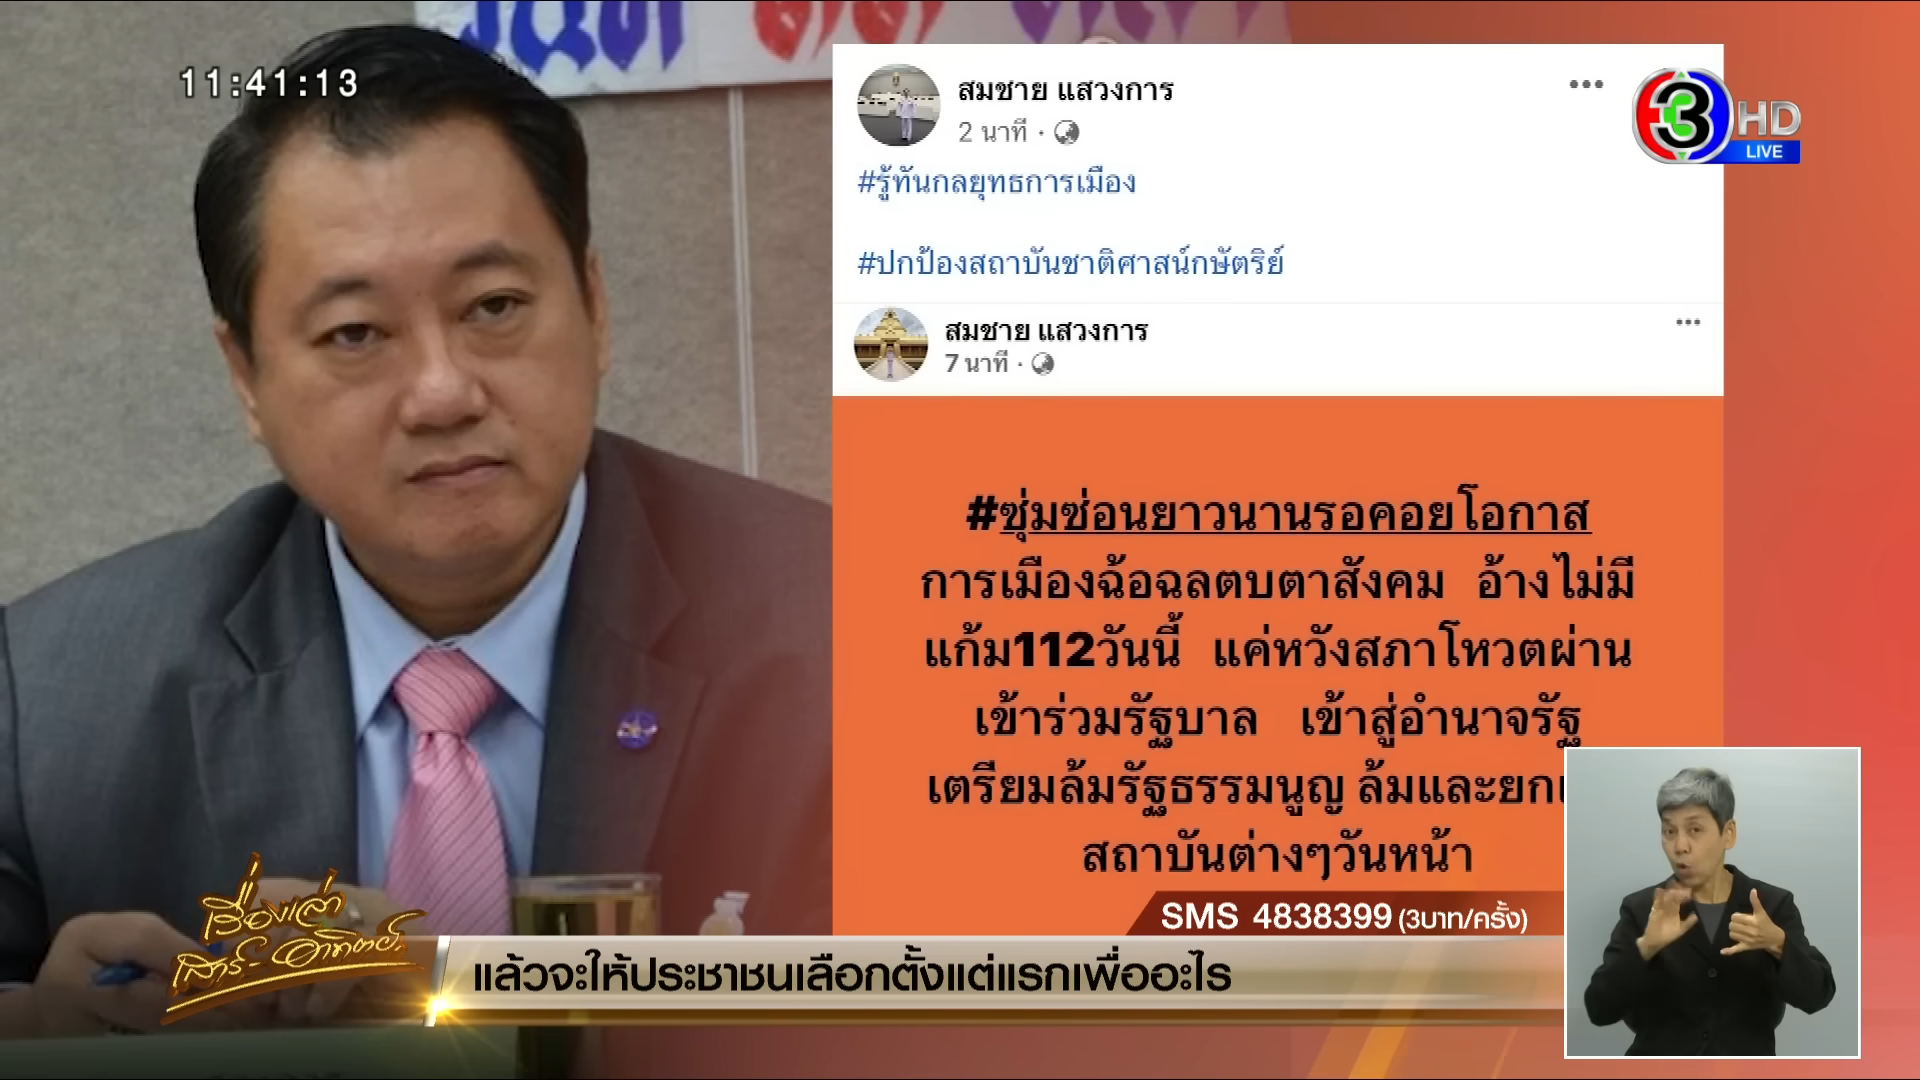 11:41:13
สมชาย แสวงการ
2 นาที ·
#รู้ทันกลยุทธการเมือง
#ปกป้องสถาบันชาติศาสน์กษัตริย์
สมชาย แสวงการ
7 นาที ·
#ซุ่มซ่อนยาวนานรอคอยโอกาส
การเมืองฉ้อฉลตบตาสังคม อ้างไม่มี
แก้ม112วันนี้ แค่หวังสภาโหวตผ่าน
เข้าร่วมรัฐบาล เข้าสู่อำนาจรัฐ
เตรียมล้มรัฐธรรมนูญ ล้มและยก
สถาบันต่างๆวันหน้า
3 HD
LIVE
SMS 4838399 (3บาท/ครั้ง)
เรื่องเล่า
เสาร์-อาทิตย์
แล้วจะให้ประชาชนเลือกตั้งแต่แรกเพื่ออะไร